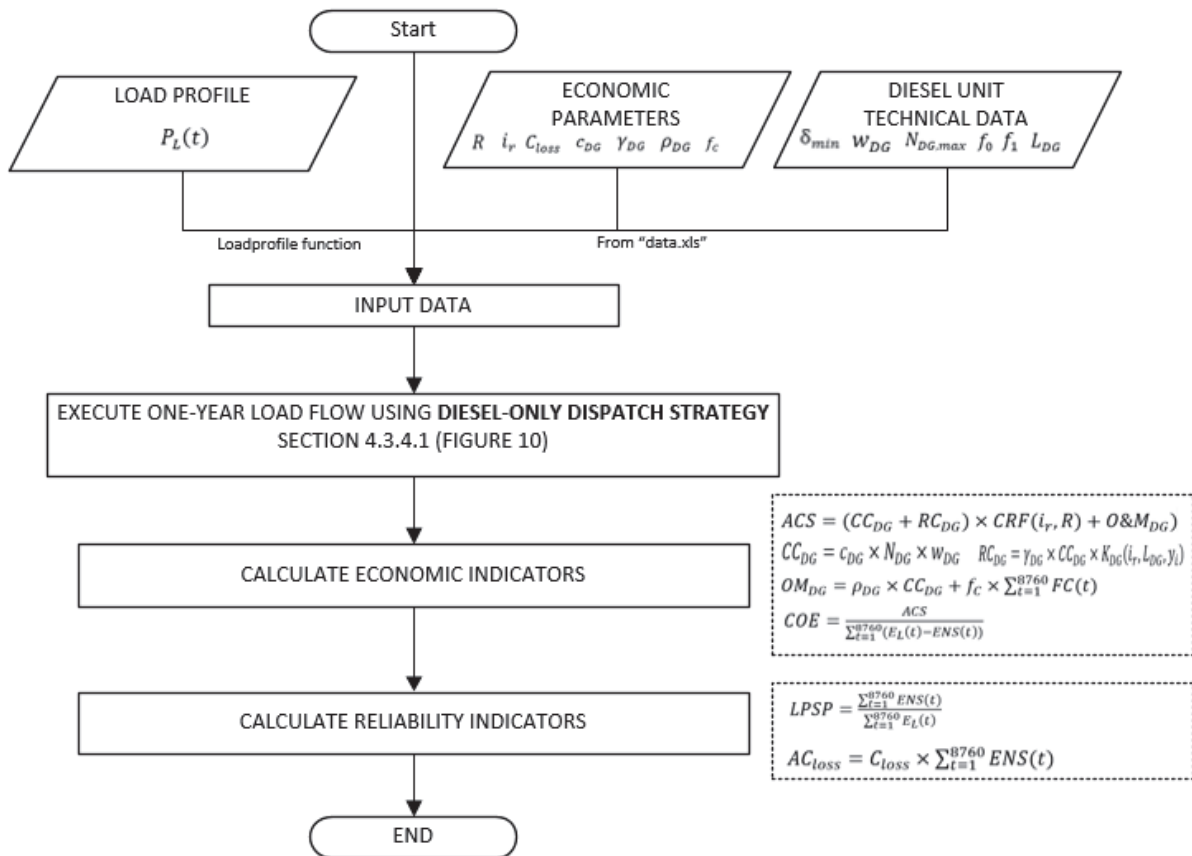 Start
LOAD PROFILE
P_L(t)
ECONOMIC
PARAMETERS
R i_r C_loss c_DG γ_DG ρ_DG f_c
DIESEL UNIT
TECHNICAL DATA
δ_min w_DG N_DG.max f_0 f_1 L_DG
Loadprofile function
From “data.xls”
INPUT DATA
EXECUTE ONE-YEAR LOAD FLOW USING DIESEL-ONLY DISPATCH STRATEGY
SECTION 4.3.4.1 (FIGURE 10)
CALCULATE ECONOMIC INDICATORS
ACS = (CC_DG + RC_DG) × CRF(i_r, R) + O&M_DG)
CC_DG = c_DG × N_DG × w_DG RC_DG = γ_DG × CC_DG × K_DG(i_r, L_DG, y_i)
OM_DG = ρ_DG × CC_DG + f_C × ∑_{t=1}^{8760} FC(t)
COE = ACS / ∑_{t=1}^{8760}(E_L(t)−ENS(t))
CALCULATE RELIABILITY INDICATORS
LPSP = ∑_{t=1}^{8760} ENS(t) / ∑_{t=1}^{8760} E_L(t)
AC_loss = C_loss × ∑_{t=1}^{8760} ENS(t)
END